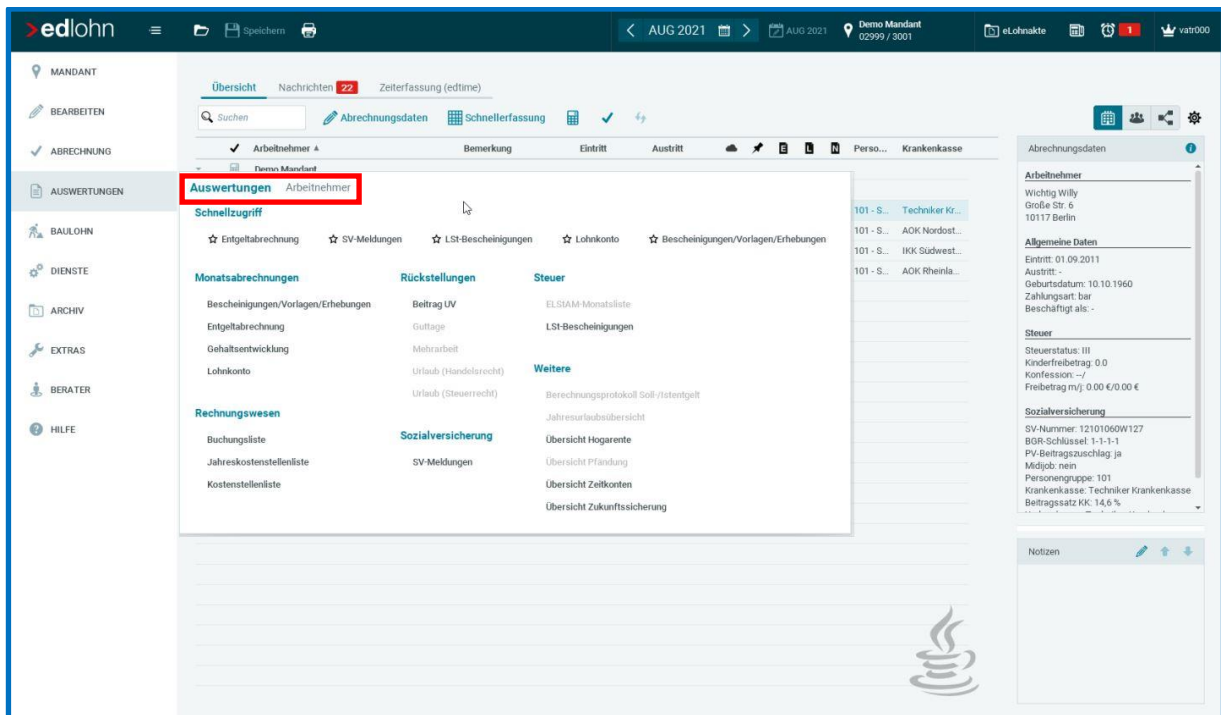 edlohn
Speichern
AUG 2021
AUG 2021
Demo Mandant
02999 / 3001
eLohnakte
1
vatr000
MANDANT
BEARBEITEN
ABRECHNUNG
AUSWERTUNGEN
BAULOHN
DIENSTE
ARCHIV
EXTRAS
BERATER
HILFE
Übersicht Nachrichten 22 Zeiterfassung (edtime)
Suchen Abrechnungsdaten Schnellerfassung
Arbeitnehmer Bemerkung Eintritt Austritt E L N Perso... Krankenkasse
Demo Mandant
101 - S... Techniker Kr...
101 - S... AOK Nordost...
101 - S... IKK Südwest...
101 - S... AOK Rheinla...
Auswertungen Arbeitnehmer
Schnellzugriff
Entgeltabrechnung SV-Meldungen LSt-Bescheinigungen Lohnkonto Bescheinigungen/Vorlagen/Erhebungen
Monatsabrechnungen
Bescheinigungen/Vorlagen/Erhebungen
Entgeltabrechnung
Gehaltsentwicklung
Lohnkonto
Rechnungswesen
Buchungsliste
Jahreskostenstellenliste
Kostenstellenliste
Rückstellungen
Beitrag UV
Guttage
Mehrarbeit
Urlaub (Handelsrecht)
Urlaub (Steuerrecht)
Sozialversicherung
SV-Meldungen
Steuer
ELStAM-Monatsliste
LSt-Bescheinigungen
Weitere
Berechnungsprotokoll Soll-/Istentgelt
Jahresurlaubsübersicht
Übersicht Hogarente
Übersicht Pfändung
Übersicht Zeitkonten
Übersicht Zukunftssicherung
Abrechnungsdaten
Arbeitnehmer
Wichtig Willy
Große Str. 6
10117 Berlin
Allgemeine Daten
Eintritt: 01.09.2011
Austritt: -
Geburtsdatum: 10.10.1960
Zahlungsart: bar
Beschäftigt als: -
Steuer
Steuerstatus: III
Kinderfreibetrag: 0.0
Konfession: --/
Freibetrag m/j: 0.00 €/0.00 €
Sozialversicherung
SV-Nummer: 12101060W127
BGR-Schlüssel: 1-1-1-1
PV-Beitragszuschlag: ja
Midijob: nein
Personengruppe: 101
Krankenkasse: Techniker Krankenkasse
Beitragssatz KK: 14,6 %
Notizen